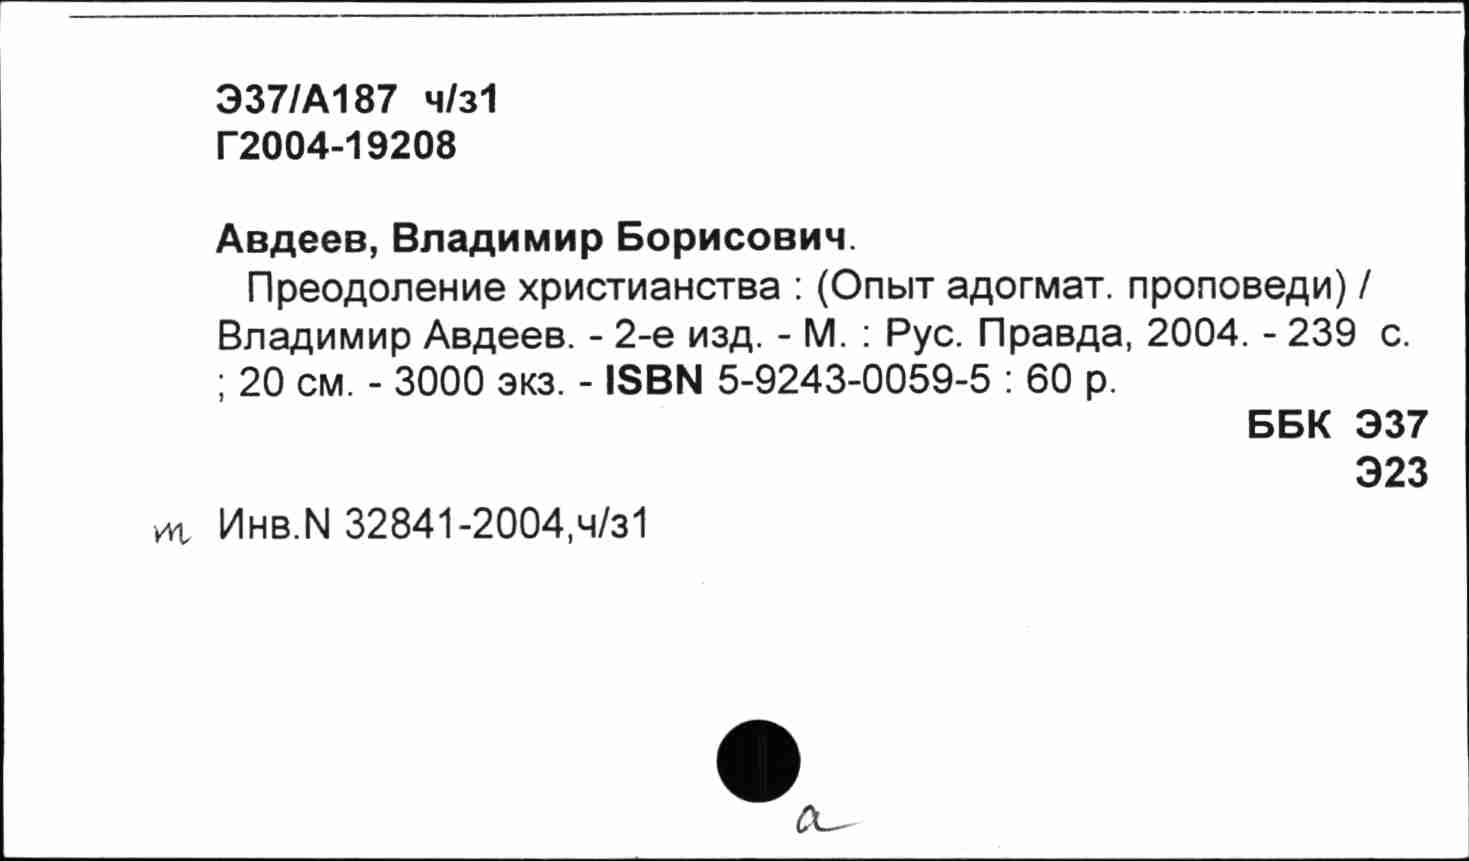 Э37/А187 ч/з1
Г2004-19208
Авдеев, Владимир Борисович.
Преодоление христианства : (Опыт адогмат. проповеди) /
Владимир Авдеев. - 2-е изд. - М. : Рус. Правда, 2004. - 239 с.
; 20 см. - 3000 экз. - ISBN 5-9243-0059-5 : 60 р.
ББК Э37
Э23
т Инв.N 32841-2004,ч/з1
а